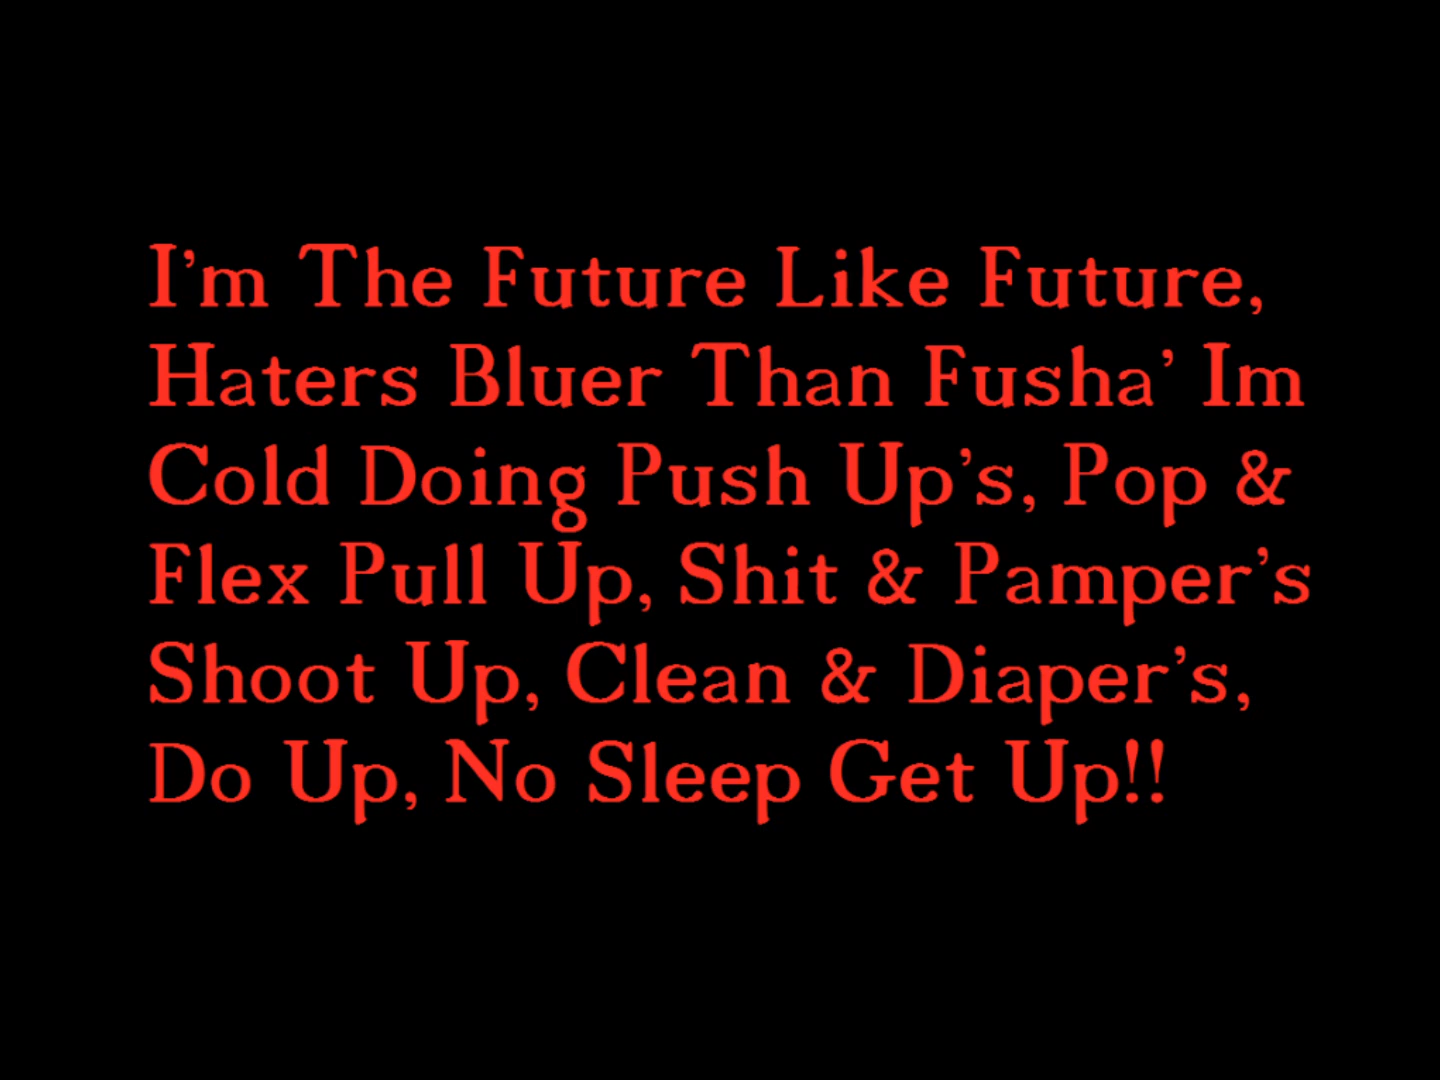 I'm The Future Like Future,
Haters Bluer Than Fusha' Im
Cold Doing Push Up's, Pop &
Flex Pull Up, Shit & Pamper's
Shoot Up, Clean & Diaper's,
Do Up, No Sleep Get Up!!